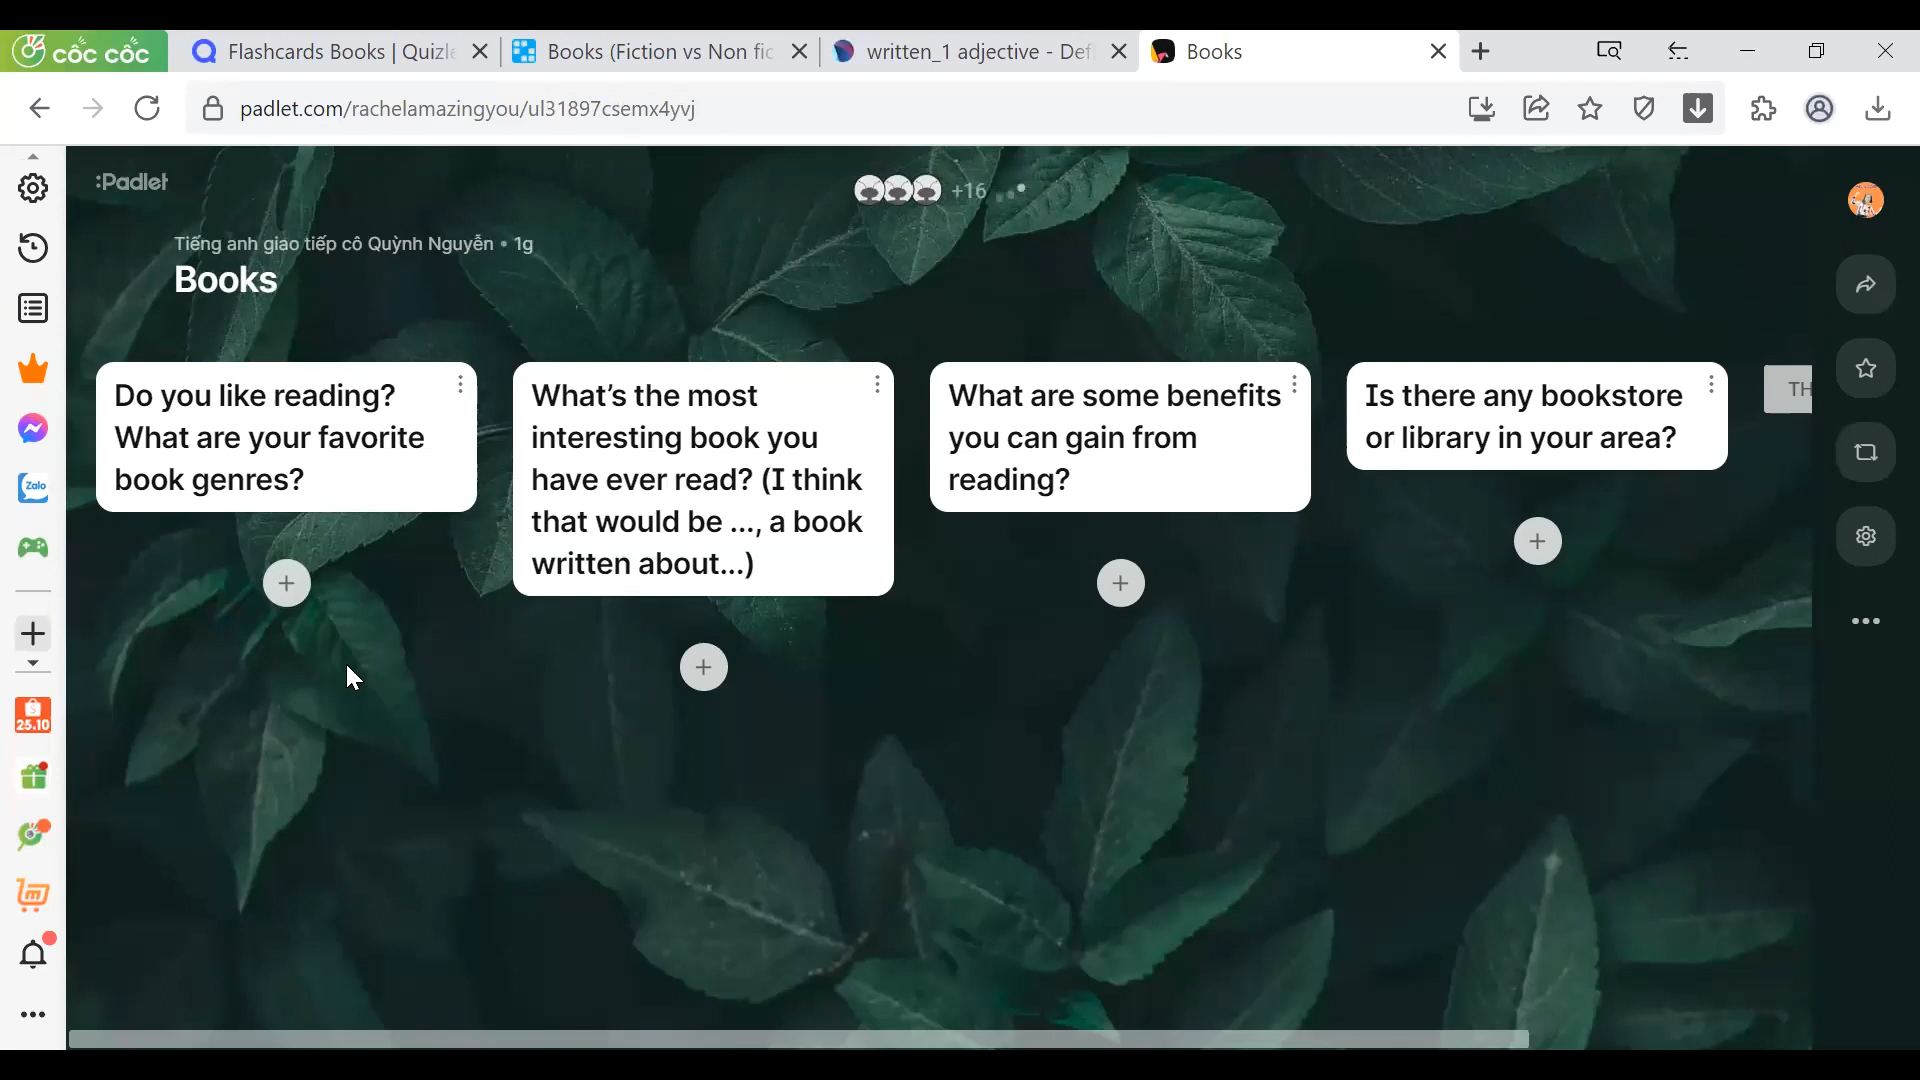 cốc cốc
Flashcards Books | Quizle
Books (Fiction vs Non fic
written_1 adjective - Def
Books
padlet.com/rachelamazingyou/ul31897csemx4yvj
:Padlet
+16
Tiếng anh giao tiếp cô Quỳnh Nguyễn • 1g
Books
Do you like reading?
What are your favorite
book genres?
What’s the most
interesting book you
have ever read? (I think
that would be ..., a book
written about...)
What are some benefits
you can gain from
reading?
Is there any bookstore
or library in your area?
TH
Zalo
S
25.10
m